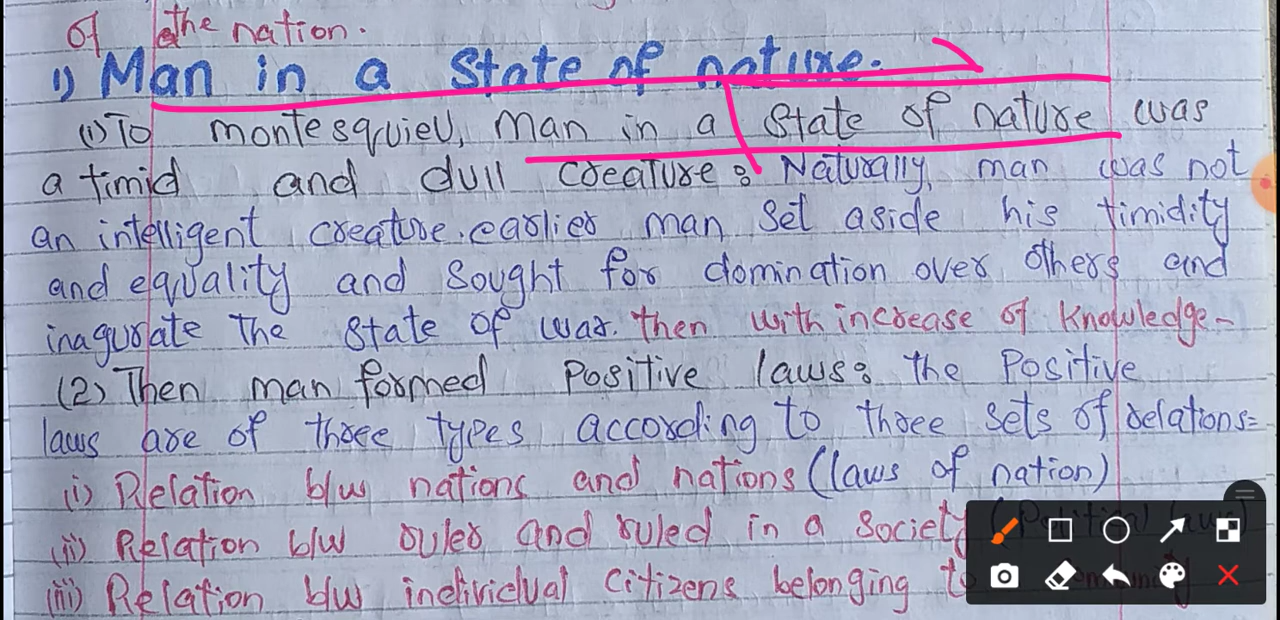 of the nation.
1) Man in a State of nature.
(1) To montesquieu, man in a State of nature was
a timid and dull creature: Naturally, man was not
an intelligent creature. earlier man set aside his timidity
and equality and sought for domination over others and
inagurate the state of war. then with increase of knowledge-
(2) Then man formed Positive laws: the Positive
laws are of three types according to three sets of relations=
(i) Relation b/w nations and nations (laws of nation)
(ii) Relation b/w ruler and ruled in a society
(iii) Relation b/w individual citizens belonging to